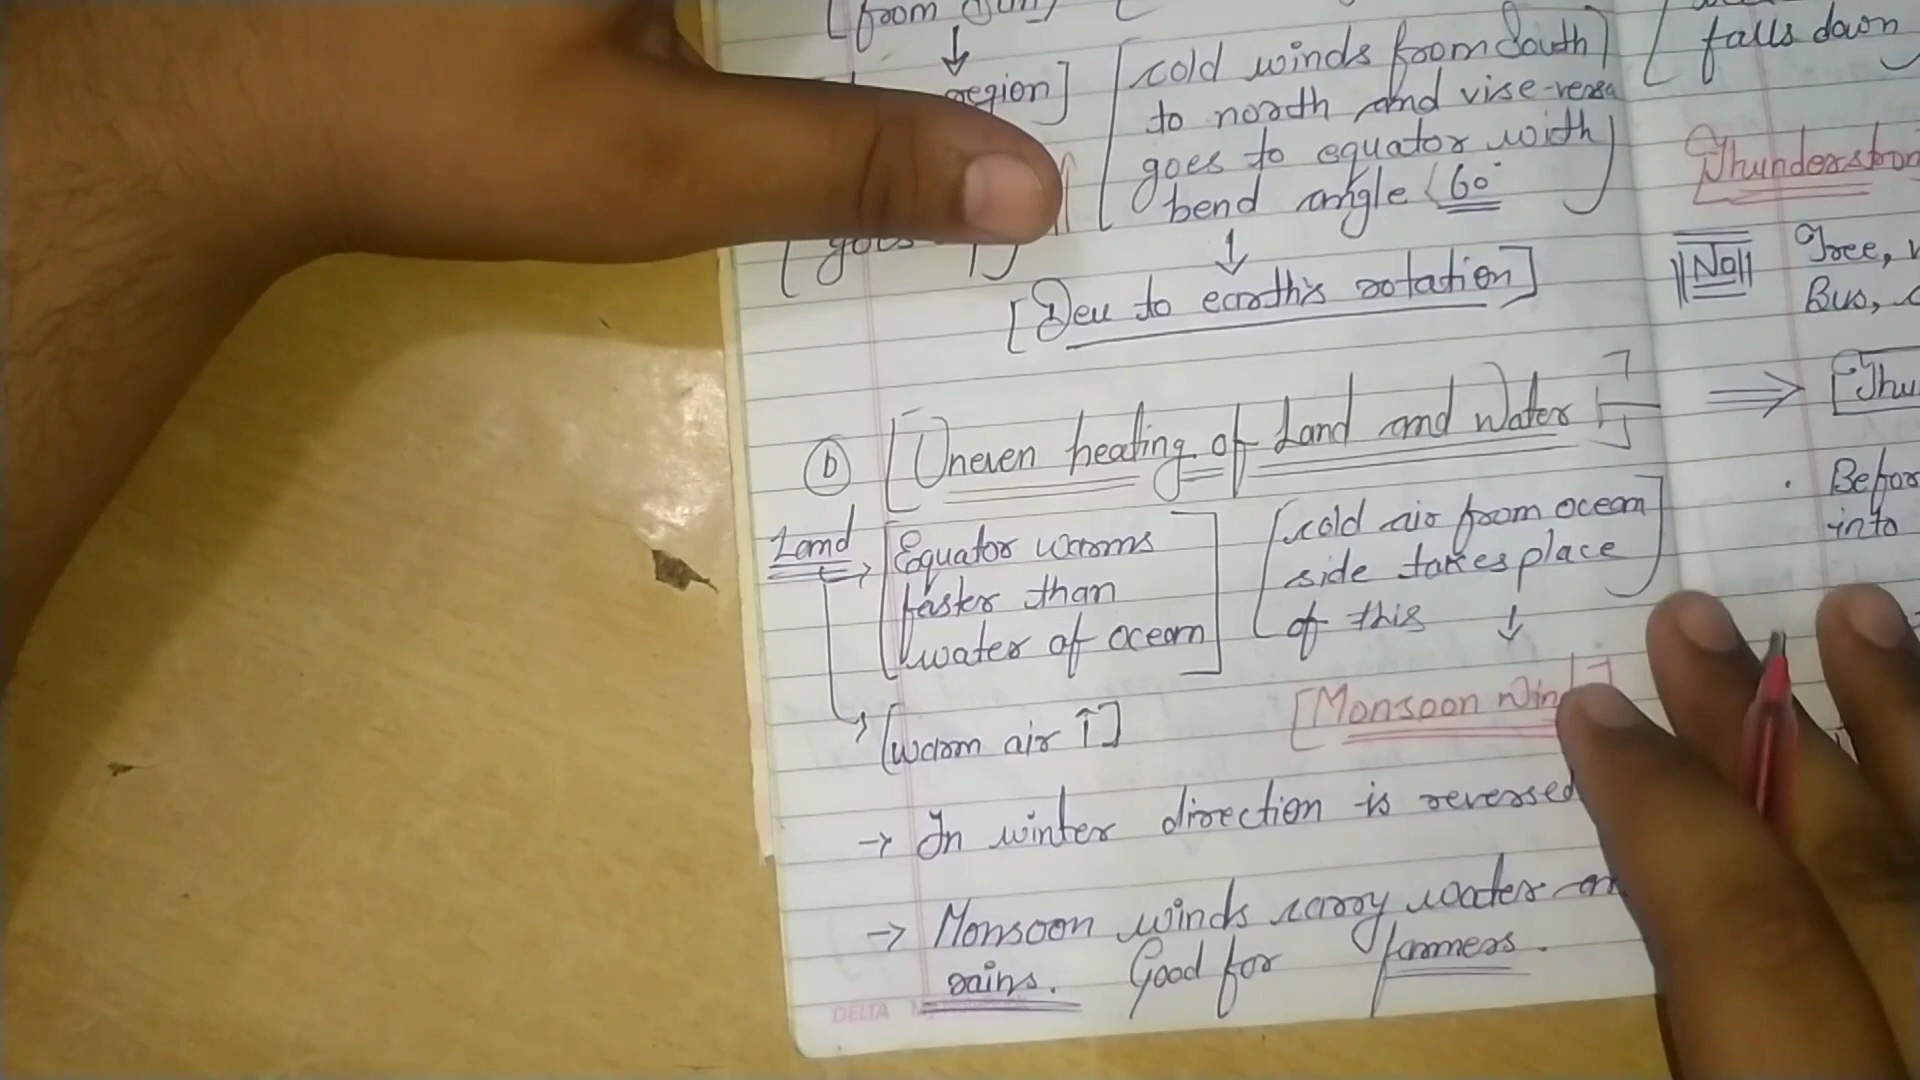 [from Sun)
↓
region]
goes
[cold winds from South
to north and vise-versa
goes to equator with
bend angle <60°
↓
[Deu to earth's rotation]
(b) [Uneven heating of Land and Water]
Land → [Equator warms
faster than
water of ocean]
→ [warm air ↑]
[cold air from ocean
side takes place
of this ↓
[Monsoon Wind]
→ In winter direction is reversed
→ Monsoon winds carry water
rains. Good for farmers.
DELTA
falls down
||No||
Tree,
Bus,
⇒
. Befor
into